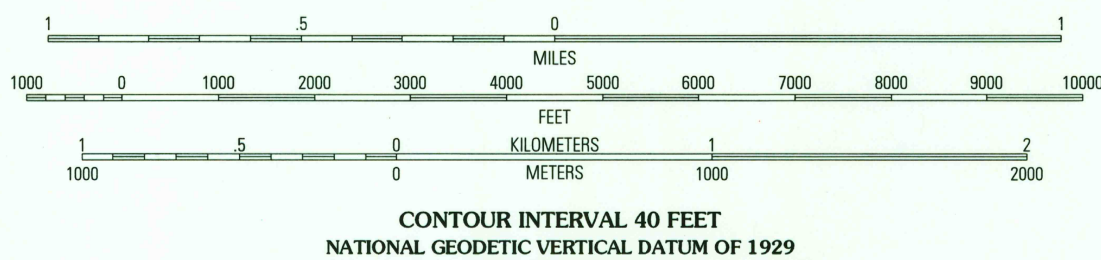 1 .5 0 1
MILES
1000 0 1000 2000 3000 4000 5000 6000 7000 8000 9000 10000
FEET
1 .5 0 KILOMETERS 1 2
1000 0 METERS 1000 2000
CONTOUR INTERVAL 40 FEET
NATIONAL GEODETIC VERTICAL DATUM OF 1929